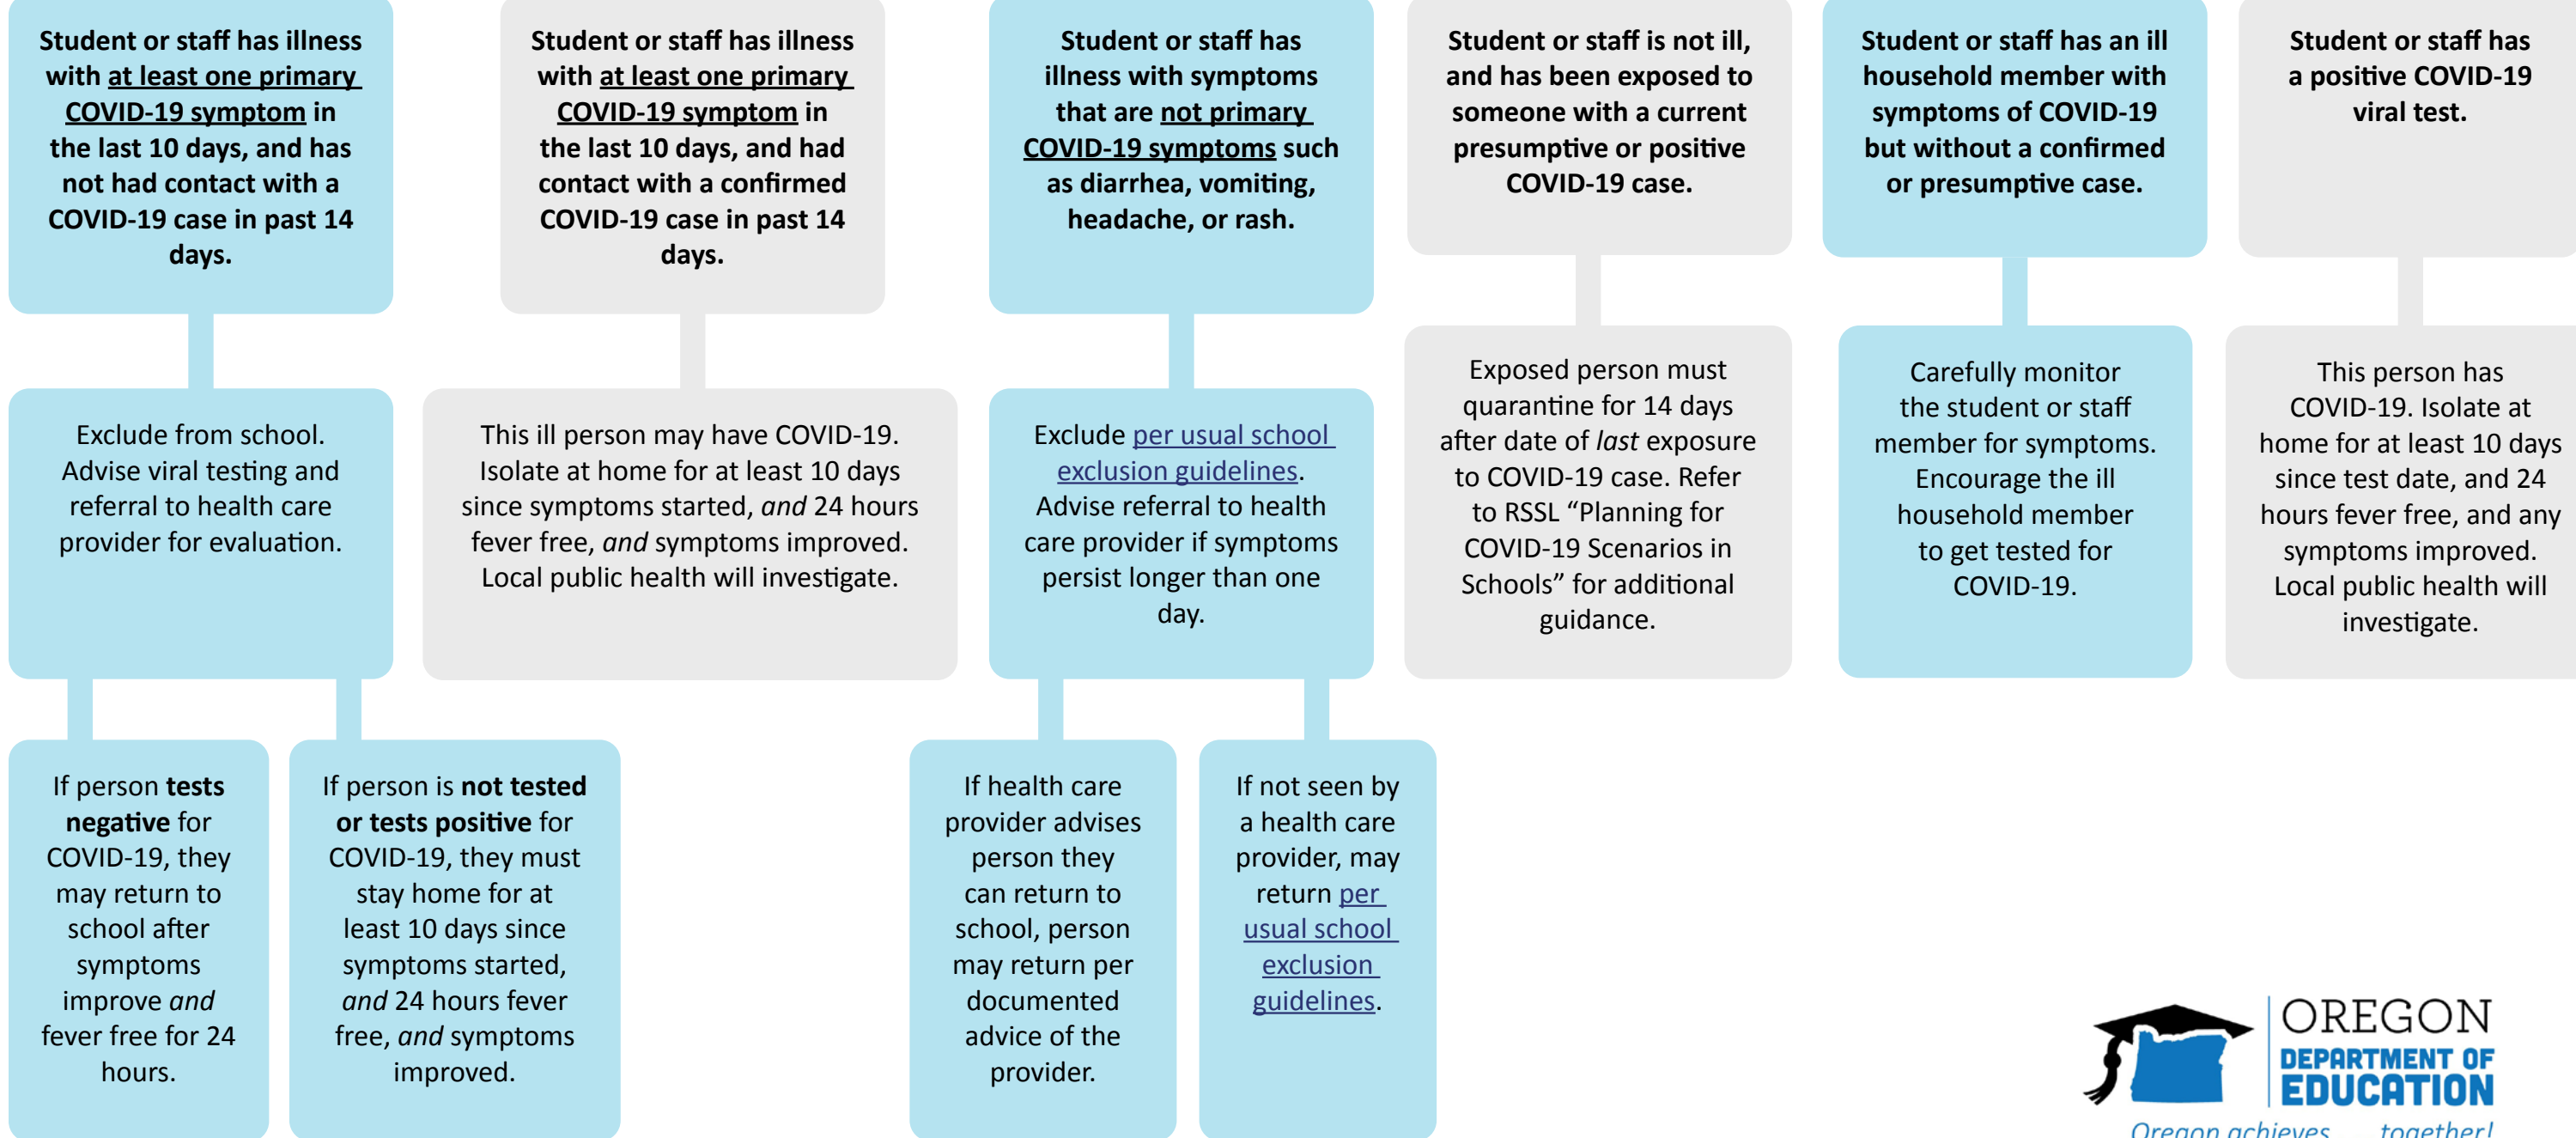 Student or staff has illness
with at least one primary
COVID-19 symptom in
the last 10 days, and has
not had contact with a
COVID-19 case in past 14
days.
Exclude from school.
Advise viral testing and
referral to health care
provider for evaluation.
If person tests
negative for
COVID-19, they
may return to
school after
symptoms
improve and
fever free for 24
hours.
If person is not tested
or tests positive for
COVID-19, they must
stay home for at
least 10 days since
symptoms started,
and 24 hours fever
free, and symptoms
improved.
Student or staff has illness
with at least one primary
COVID-19 symptom in
the last 10 days, and had
contact with a confirmed
COVID-19 case in past 14
days.
This ill person may have COVID-19.
Isolate at home for at least 10 days
since symptoms started, and 24 hours
fever free, and symptoms improved.
Local public health will investigate.
Student or staff has
illness with symptoms
that are not primary
COVID-19 symptoms such
as diarrhea, vomiting,
headache, or rash.
Exclude per usual school
exclusion guidelines.
Advise referral to health
care provider if symptoms
persist longer than one
day.
If health care
provider advises
person they
can return to
school, person
may return per
documented
advice of the
provider.
If not seen by
a health care
provider, may
return per
usual school
exclusion
guidelines.
Student or staff is not ill,
and has been exposed to
someone with a current
presumptive or positive
COVID-19 case.
Exposed person must
quarantine for 14 days
after date of last exposure
to COVID-19 case. Refer
to RSSL “Planning for
COVID-19 Scenarios in
Schools” for additional
guidance.
Student or staff has an ill
household member with
symptoms of COVID-19
but without a confirmed
or presumptive case.
Carefully monitor
the student or staff
member for symptoms.
Encourage the ill
household member
to get tested for
COVID-19.
Student or staff has
a positive COVID-19
viral test.
This person has
COVID-19. Isolate at
home for at least 10 days
since test date, and 24
hours fever free, and any
symptoms improved.
Local public health will
investigate.
OREGON
DEPARTMENT OF
EDUCATION
Oregon achieves . . . together!